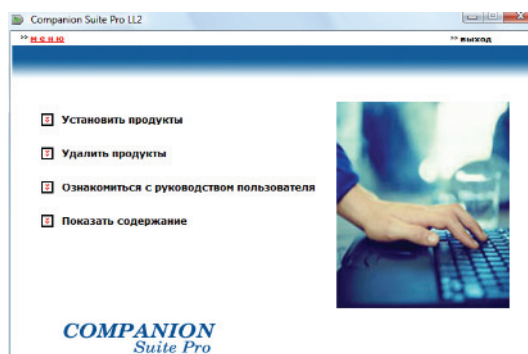 Companion Suite Pro LL2
>> меню
>> выход
Установить продукты
Удалить продукты
Ознакомиться с руководством пользователя
Показать содержание
COMPANION
Suite Pro